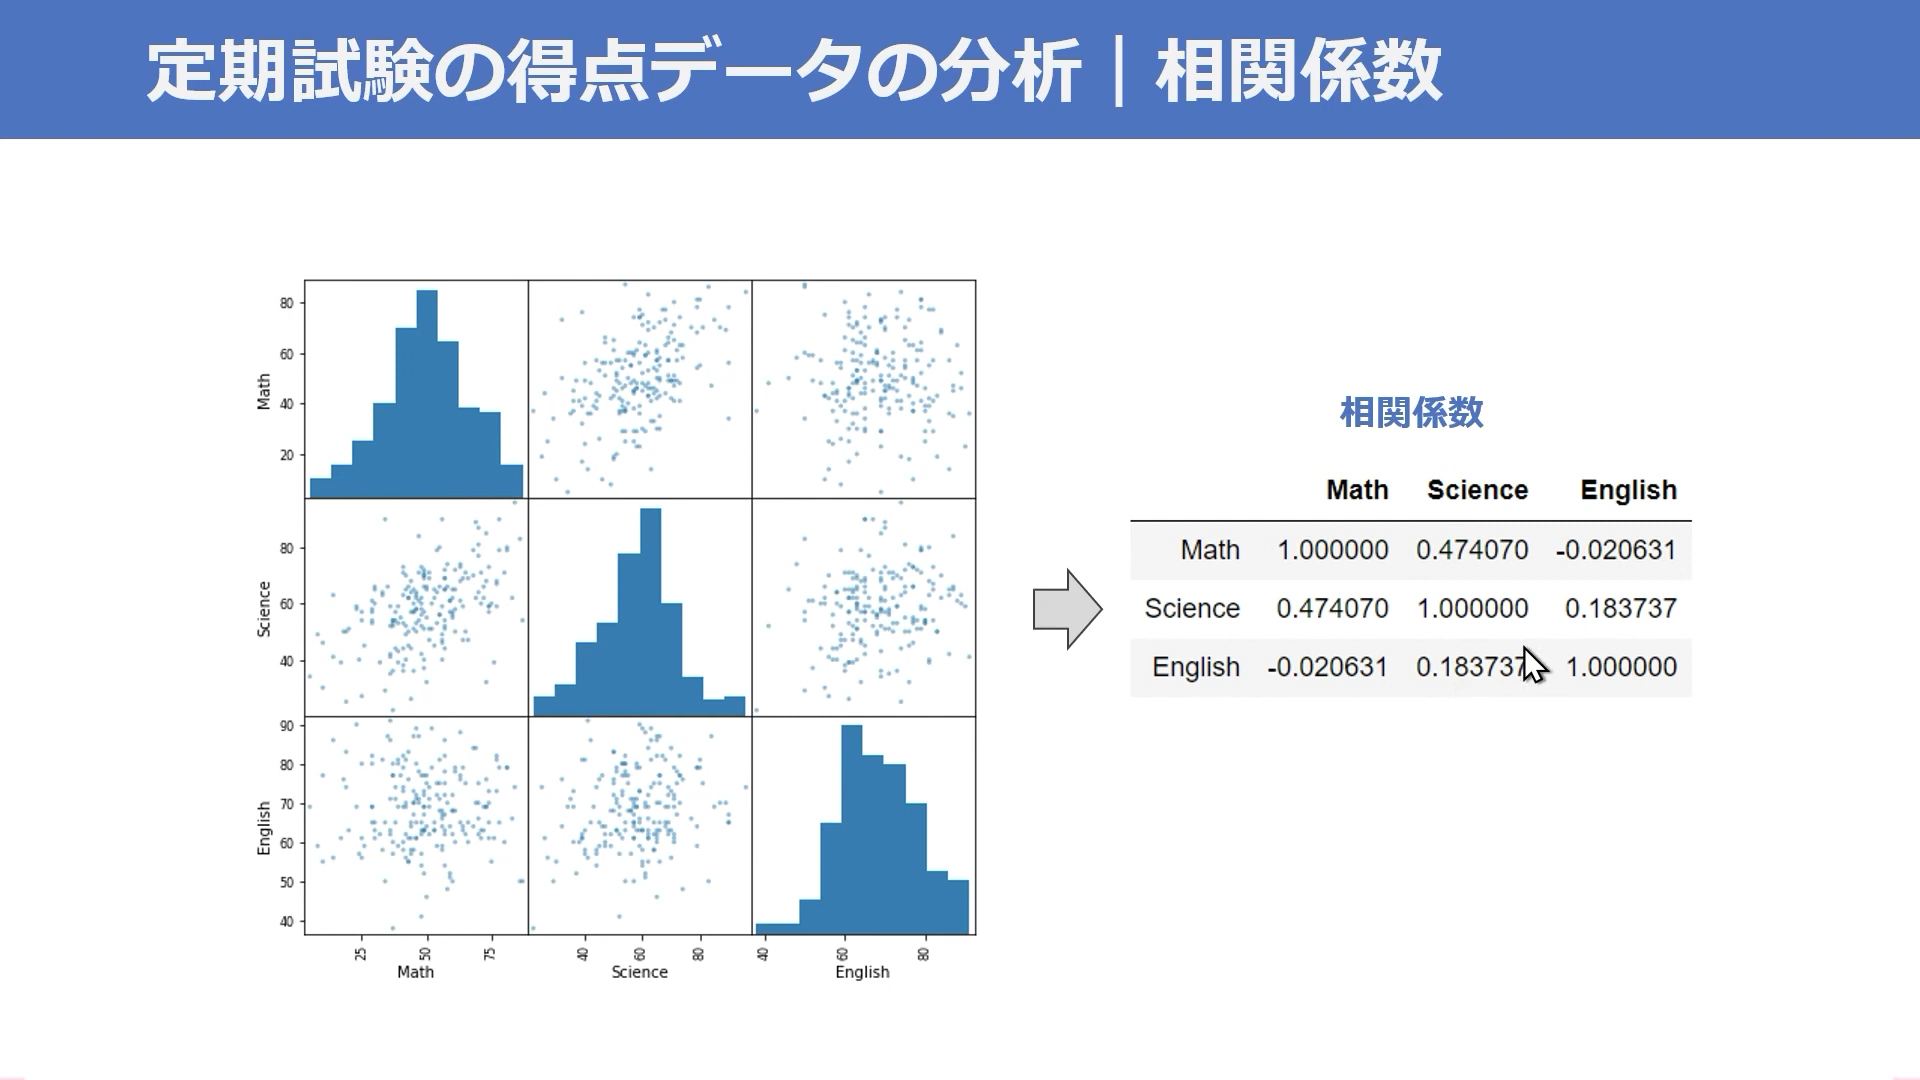 定期試験の得点データの分析｜相関係数
80
60
40
20
Math
80
60
40
Science
90
80
70
60
50
40
English
25 50 75
Math
40 60 80
Science
40 60 80
English
相関係数
Math Science English
Math 1.000000 0.474070 -0.020631
Science 0.474070 1.000000 0.183737
English -0.020631 0.183737 1.000000